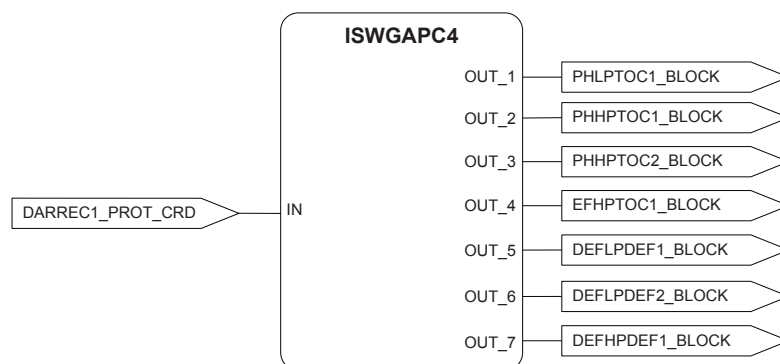 ISWGAPC4
OUT_1 PHLPTOC1_BLOCK
OUT_2 PHHPTOC1_BLOCK
OUT_3 PHHPTOC2_BLOCK
DARREC1_PROT_CRD IN OUT_4 EFHPTOC1_BLOCK
OUT_5 DEFLPDEF1_BLOCK
OUT_6 DEFLPDEF2_BLOCK
OUT_7 DEFHPDEF1_BLOCK